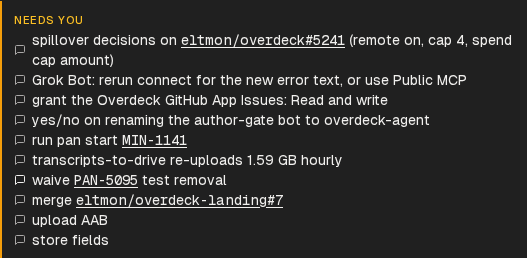 NEEDS YOU
spillover decisions on eltmon/overdeck#5241 (remote on, cap 4, spend
cap amount)
Grok Bot: rerun connect for the new error text, or use Public MCP
grant the Overdeck GitHub App Issues: Read and write
yes/no on renaming the author-gate bot to overdeck-agent
run pan start MIN-1141
transcripts-to-drive re-uploads 1.59 GB hourly
waive PAN-5095 test removal
merge eltmon/overdeck-landing#7
upload AAB
store fields